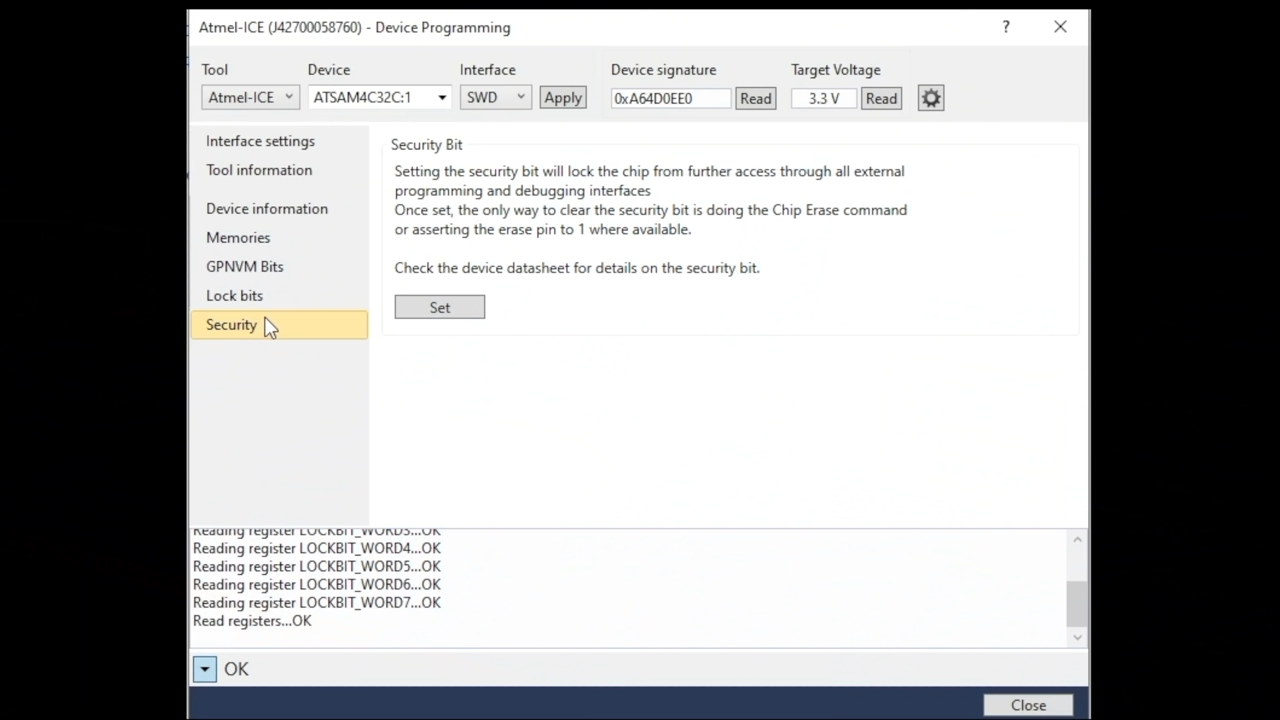 Atmel-ICE (J42700058760) - Device Programming
?
Tool
Device
Interface
Device signature
Target Voltage
Atmel-ICE
ATSAM4C32C:1
SWD
Apply
0xA64D0EE0
Read
3.3 V
Read
Interface settings
Tool information
Device information
Memories
GPNVM Bits
Lock bits
Security
Security Bit
Setting the security bit will lock the chip from further access through all external
programming and debugging interfaces
Once set, the only way to clear the security bit is doing the Chip Erase command
or asserting the erase pin to 1 where available.
Check the device datasheet for details on the security bit.
Set
Reading register LOCKBIT_WORD3...OK
Reading register LOCKBIT_WORD4...OK
Reading register LOCKBIT_WORD5...OK
Reading register LOCKBIT_WORD6...OK
Reading register LOCKBIT_WORD7...OK
Read registers...OK
OK
Close